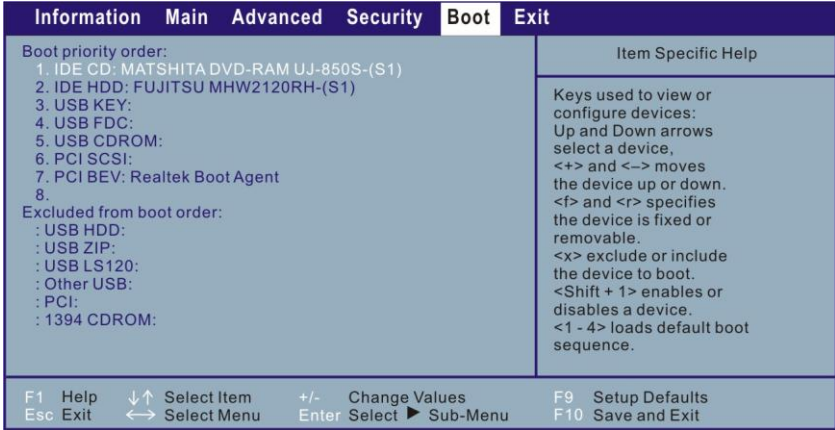 Information Main Advanced Security Boot Exit
Boot priority order:
1. IDE CD: MATSHITA DVD-RAM UJ-850S-(S1)
2. IDE HDD: FUJITSU MHW2120RH-(S1)
3. USB KEY:
4. USB FDC:
5. USB CDROM:
6. PCI SCSI:
7. PCI BEV: Realtek Boot Agent
8.
Excluded from boot order:
: USB HDD:
: USB ZIP:
: USB LS120:
: Other USB:
: PCI:
: 1394 CDROM:
Item Specific Help
Keys used to view or
configure devices:
Up and Down arrows
select a device,
<+> and <–> moves
the device up or down.
<f> and <r> specifies
the device is fixed or
removable.
<x> exclude or include
the device to boot.
<Shift + 1> enables or
disables a device.
<1 - 4> loads default boot
sequence.
F1 Help ↓↑ Select Item +/- Change Values F9 Setup Defaults
Esc Exit ←→ Select Menu Enter Select ▶ Sub-Menu F10 Save and Exit